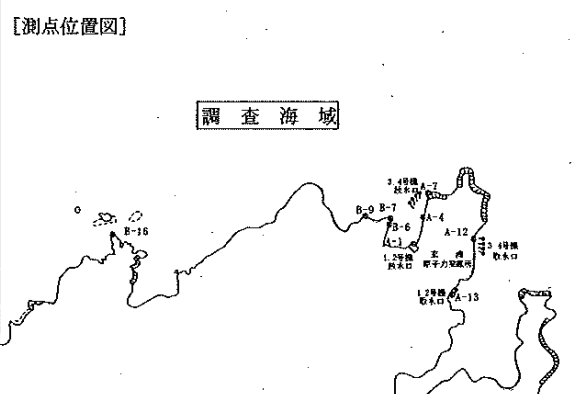 [測点位置図]
調査海域
3.4号機
放水口
A-7
B-9
B-7
B-6
A-4
A-1
1.2号機
放水口
A-12
玄海
原子力発電所
3.4号機
取水口
B-16
1.2号機
取水口
A-13